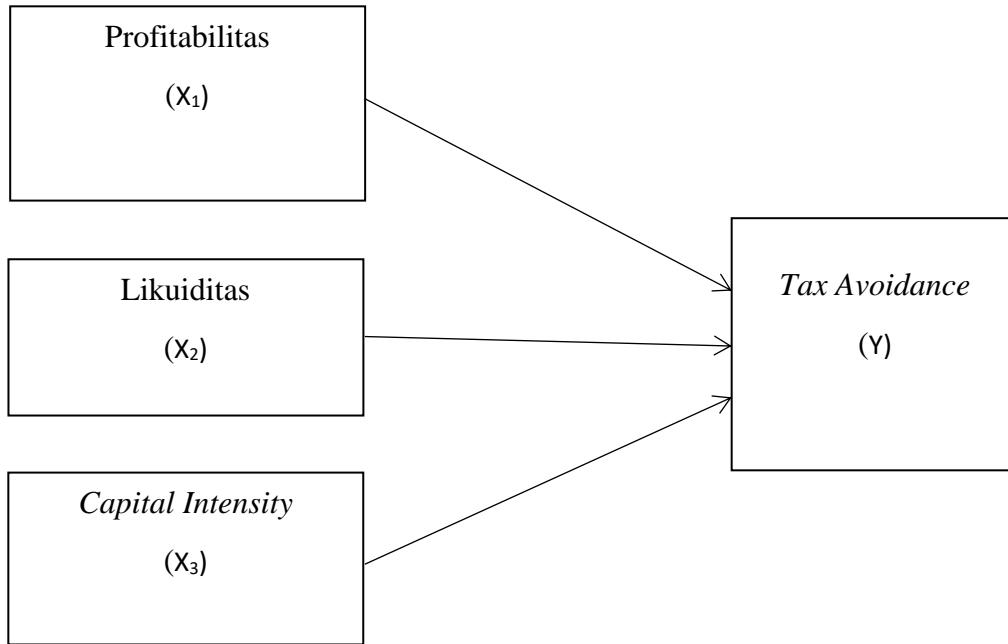 Profitabilitas
(X₁)
Likuiditas
(X₂)
Capital Intensity
(X₃)
Tax Avoidance
(Y)